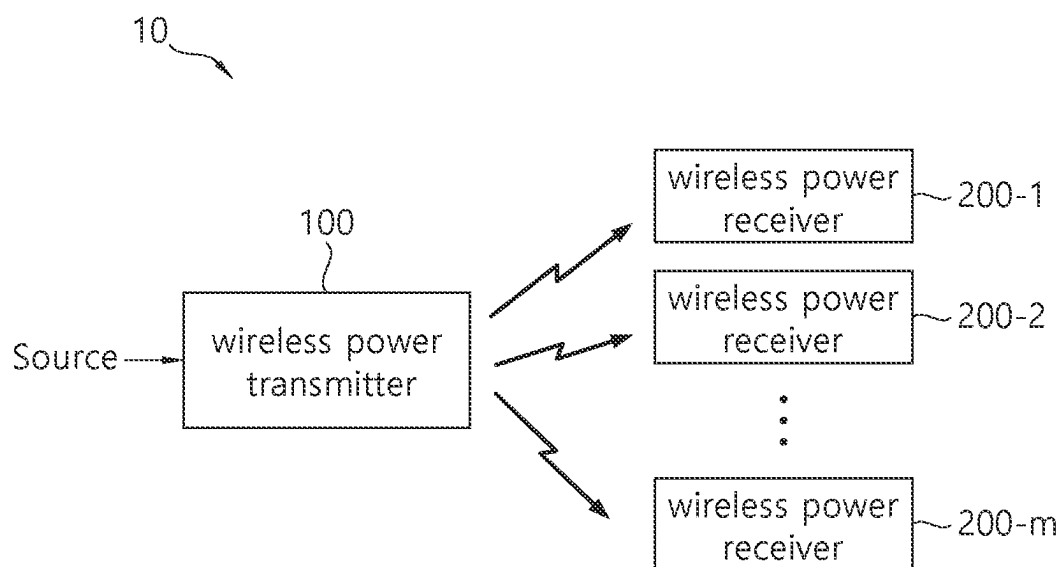 10
wireless power
receiver
200-1
100
wireless power
receiver
200-2
Source
wireless power
transmitter
wireless power
receiver
200-m